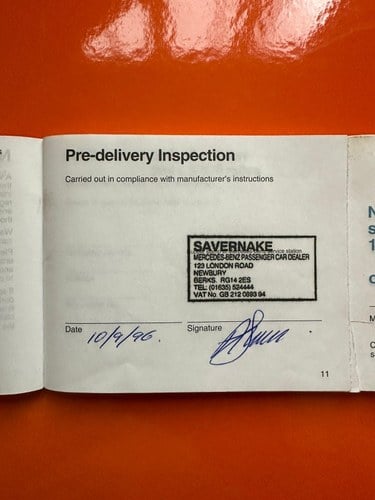 Pre-delivery Inspection
Carried out in compliance with manufacturer's instructions
service station
SAVERNAKE
MERCEDES-BENZ PASSENGER CAR DEALER
123 LONDON ROAD
NEWBURY
BERKS. RG14 2ES
TEL: (01635) 524444
VAT No. GB 212 0893 94
Date 10/9/96. Signature
11